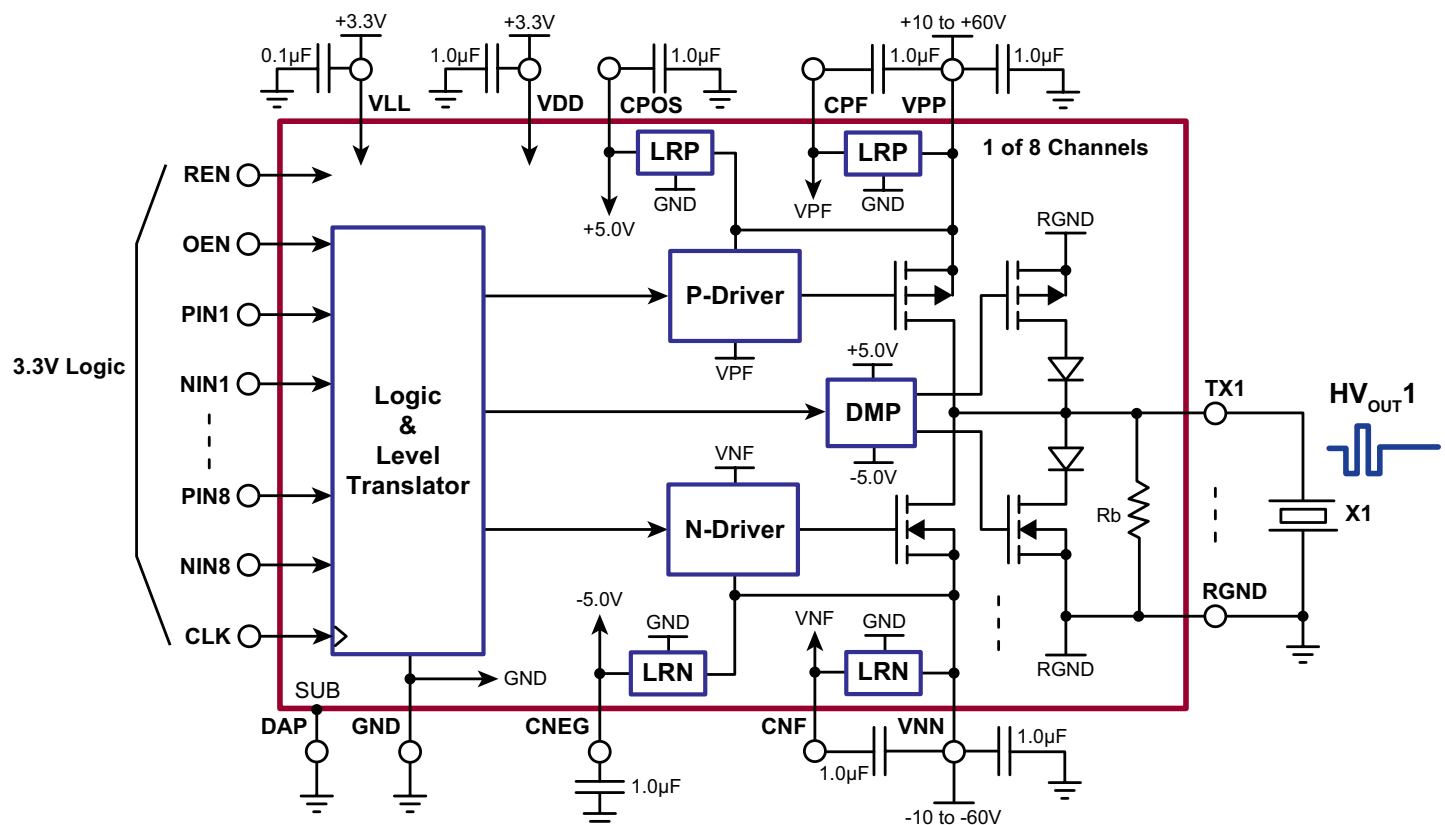 +3.3V
+3.3V
+10 to +60V
0.1µF
1.0µF
1.0µF
1.0µF
1.0µF
VLL
VDD
CPOS
CPF
VPP
1 of 8 Channels
LRP
LRP
GND
GND
+5.0V
VPF
RGND
REN
OEN
PIN1
NIN1
PIN8
NIN8
CLK
3.3V Logic
Logic
&
Level
Translator
P-Driver
VPF
+5.0V
DMP
-5.0V
VNF
N-Driver
TX1
HVOUT1
Rb
X1
RGND
-5.0V
GND
LRN
VNF
GND
LRN
RGND
GND
SUB
DAP
GND
CNEG
CNF
VNN
1.0µF
1.0µF
1.0µF
-10 to -60V